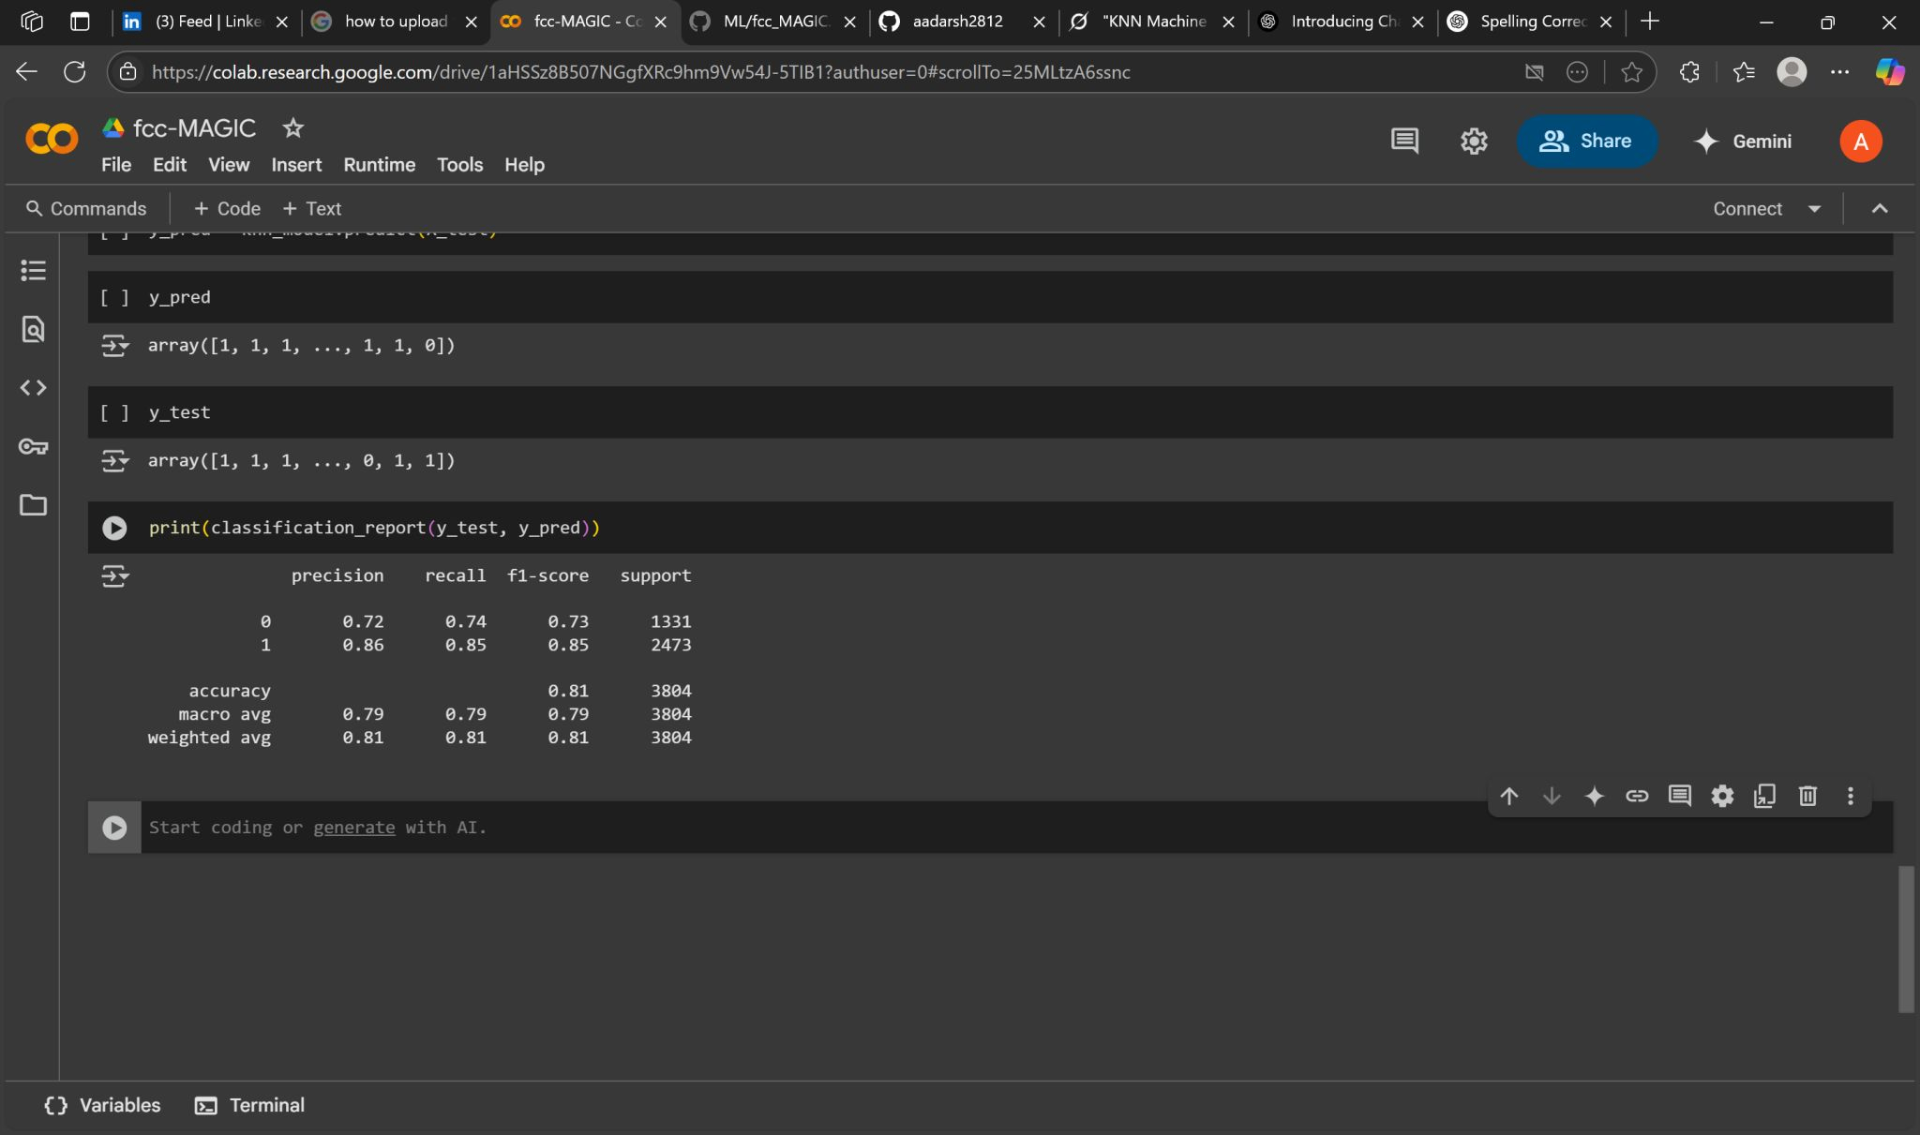 (3) Feed | Linke
how to upload
fcc-MAGIC - Co
ML/fcc_MAGIC.
aadarsh2812
"KNN Machine
Introducing Ch
Spelling Correc
https://colab.research.google.com/drive/1aHSSz8B507NGgfXRc9hm9Vw54J-5TIB1?authuser=0#scrollTo=25MLtzA6ssnc
fcc-MAGIC
Share
Gemini
A
File Edit View Insert Runtime Tools Help
Commands + Code + Text
Connect
[ ] y_pred = knn_model.predict(X_test)
[ ] y_pred
array([1, 1, 1, ..., 1, 1, 0])
[ ] y_test
array([1, 1, 1, ..., 0, 1, 1])
print(classification_report(y_test, y_pred))
precision recall f1-score support
0 0.72 0.74 0.73 1331
1 0.86 0.85 0.85 2473
accuracy 0.81 3804
macro avg 0.79 0.79 0.79 3804
weighted avg 0.81 0.81 0.81 3804
Start coding or generate with AI.
Variables
Terminal